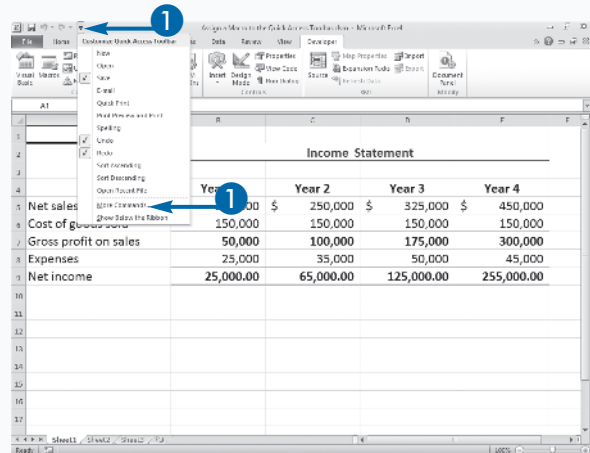 1
Assign a Macro to the Quick Access Toolbar.xlsm - Microsoft Excel
File Home Customize Quick Access Toolbar Data Review View Developer
New
Open
Save
E-mail
Quick Print
Print Preview and Print
Spelling
Undo
Redo
Sort Ascending
Sort Descending
Open Recent File
More Commands...
Show Below the Ribbon
1
Visual Basic Macros
Insert Design Mode
Properties
View Code
Run Dialog
Controls
Source
Map Properties
Expansion Packs
Refresh Data
Import
Export
XML
Document Panel
Modify
A1
B C D E F
1
2 Income Statement
3
4 Year 2 Year 3 Year 4
5 Net sales $ 250,000 $ 325,000 $ 450,000
6 Cost of goods sold 150,000 150,000 150,000 150,000
7 Gross profit on sales 50,000 100,000 175,000 300,000
8 Expenses 25,000 35,000 50,000 45,000
9 Net income 25,000.00 65,000.00 125,000.00 255,000.00
10
11
12
13
14
15
16
17
Sheet1 Sheet2 Sheet3
Ready 100%